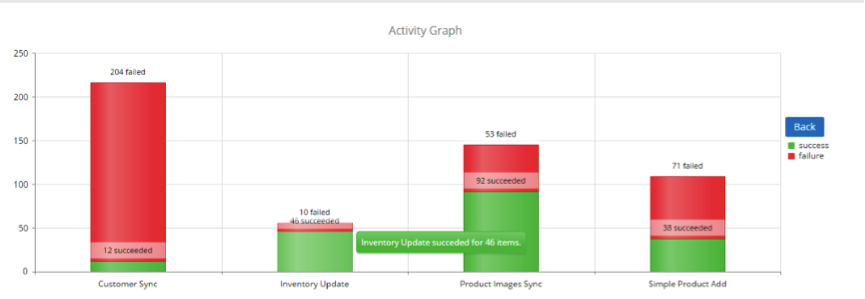 Activity Graph
250
200
150
100
50
0
204 failed
12 succeeded
10 failed
46 succeeded
Inventory Update succeded for 46 items.
53 failed
92 succeeded
71 failed
38 succeeded
Customer Sync
Inventory Update
Product Images Sync
Simple Product Add
Back
success
failure